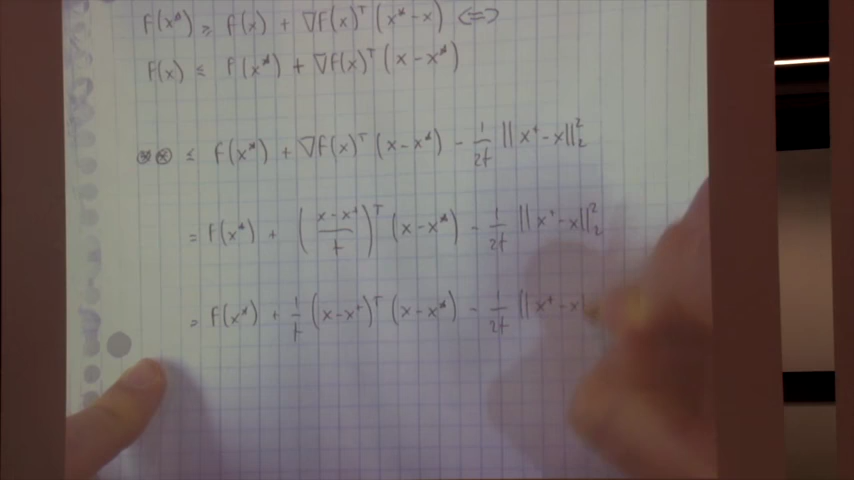 f(x*) ≥ f(x) + ∇f(x)ᵀ (x* - x) <=>
f(x) ≤ f(x*) + ∇f(x)ᵀ (x - x*)
⊛⊛ ≤ f(x*) + ∇f(x)ᵀ (x - x*) - 1/2t ||x⁺ - x||₂²
= f(x*) + ((x - x⁺)/t)ᵀ (x - x*) - 1/2t ||x⁺ - x||₂²
= f(x*) + 1/t (x - x⁺)ᵀ (x - x*) - 1/2t ||x⁺ - x|